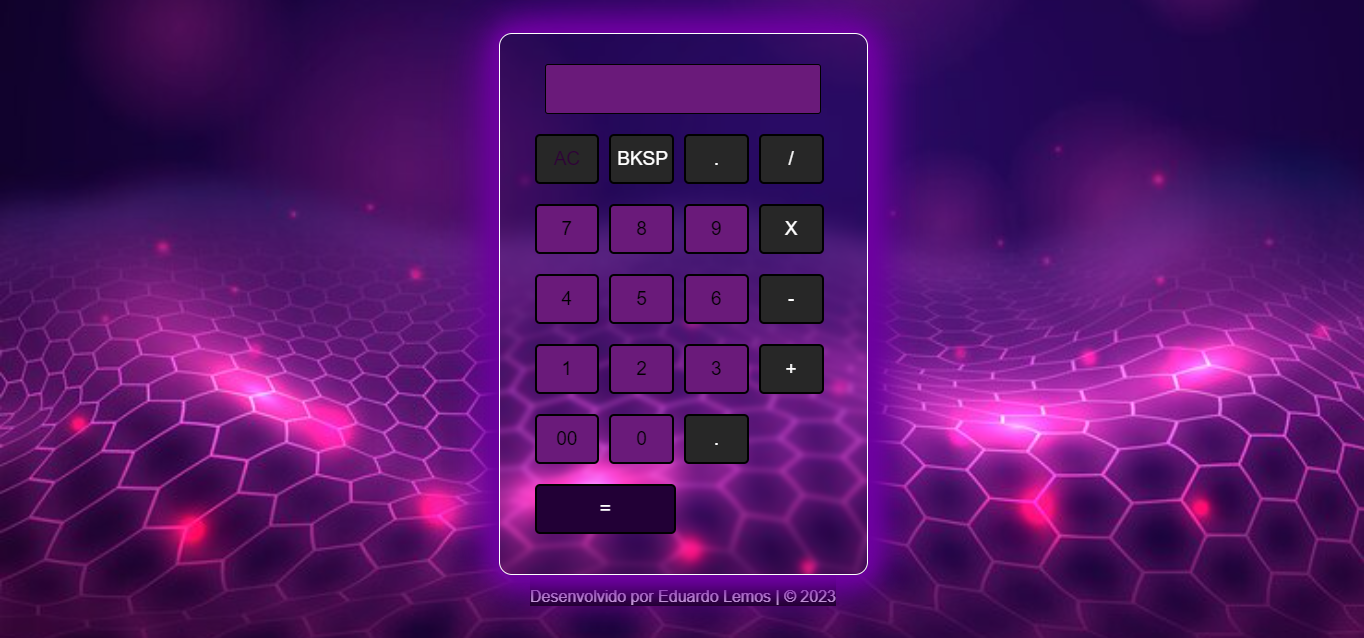 AC BKSP . /
7 8 9 X
4 5 6 -
1 2 3 +
00 0 .
=
Desenvolvido por Eduardo Lemos | © 2023